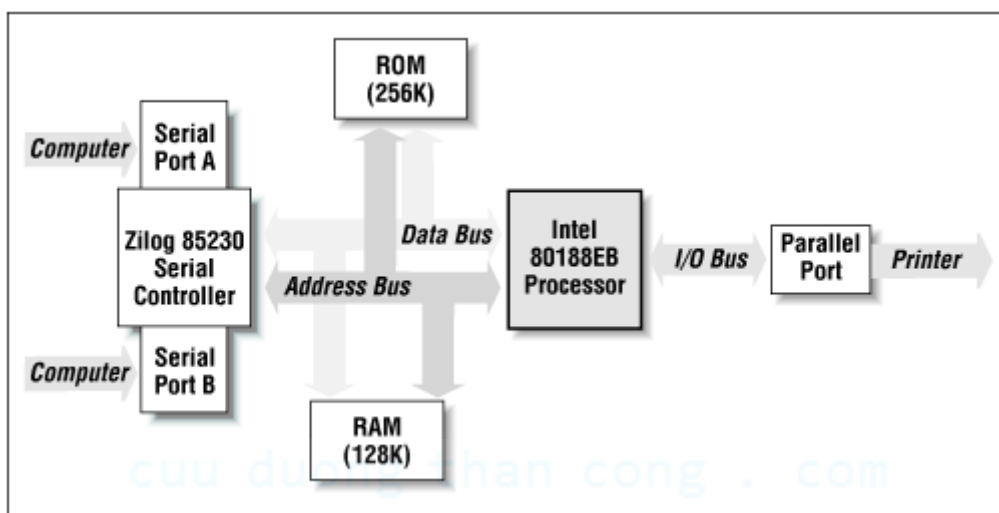 ROM
(256K)
Computer
Serial
Port A
Zilog 85230
Serial
Controller
Data Bus
Address Bus
Intel
80188EB
Processor
I/O Bus
Parallel
Port
Printer
Computer
Serial
Port B
RAM
(128K)
cuu duong than cong . com